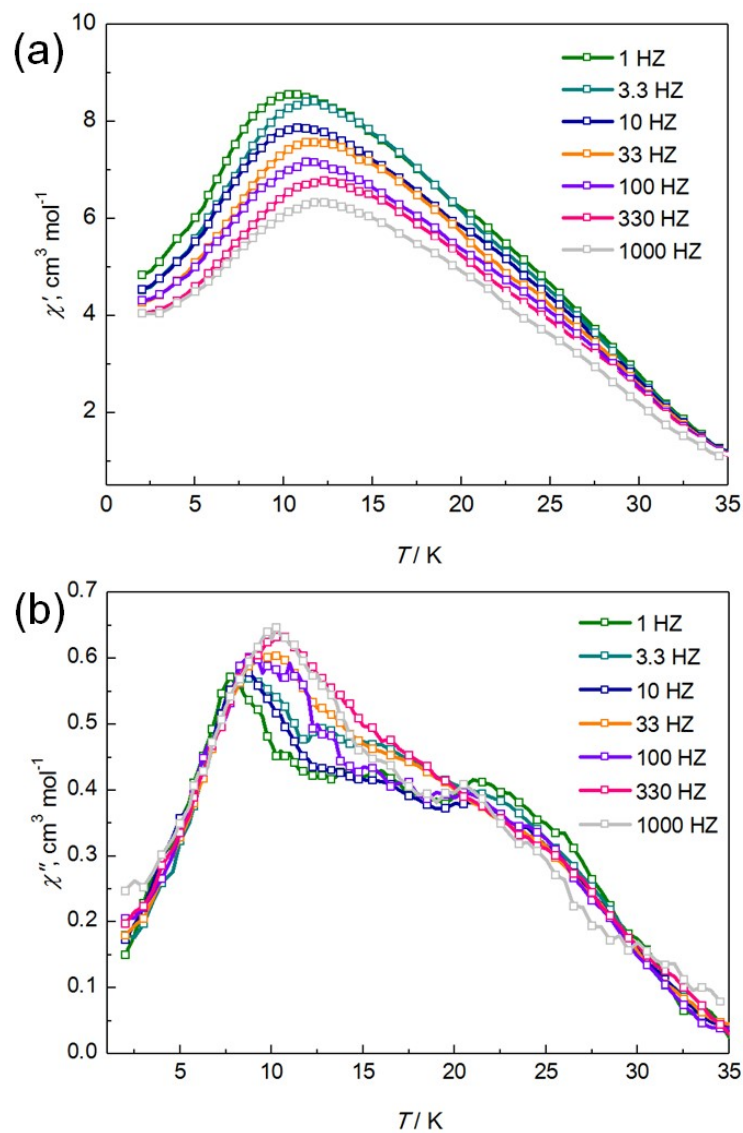 (a)
10
8
6
4
2
χ′, cm³ mol⁻¹
1 HZ
3.3 HZ
10 HZ
33 HZ
100 HZ
330 HZ
1000 HZ
0 5 10 15 20 25 30 35
T / K
(b)
0.7
0.6
0.5
0.4
0.3
0.2
0.1
0.0
χ″, cm³ mol⁻¹
1 HZ
3.3 HZ
10 HZ
33 HZ
100 HZ
330 HZ
1000 HZ
5 10 15 20 25 30 35
T / K